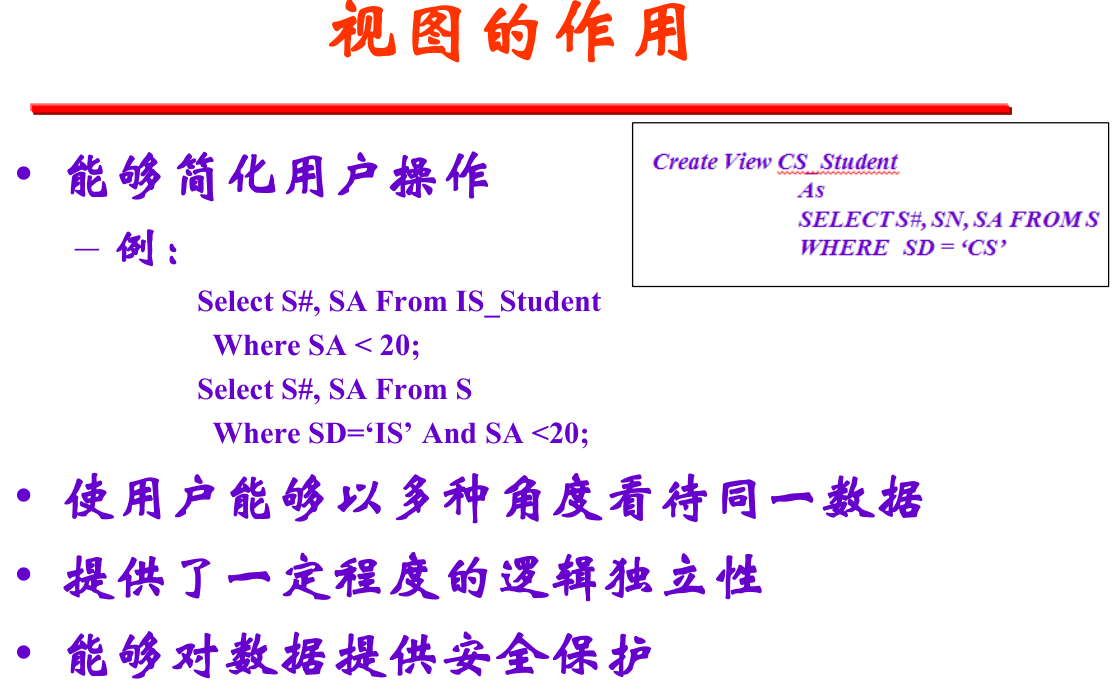 视图的作用
Create View CS_Student
As
SELECT S#, SN, SA FROM S
WHERE SD = ‘CS’
• 能够简化用户操作
– 例：
Select S#, SA From IS_Student
Where SA < 20;
Select S#, SA From S
Where SD=‘IS’ And SA <20;
• 使用户能够以多种角度看待同一数据
• 提供了一定程度的逻辑独立性
• 能够对数据提供安全保护